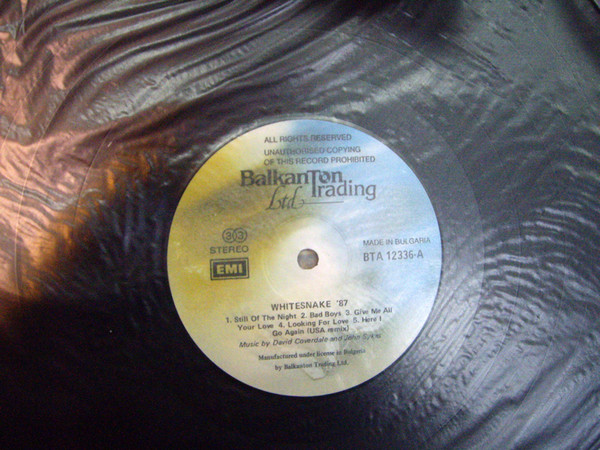 ALL RIGHTS RESERVED
UNAUTHORISED COPYING
OF THIS RECORD PROHIBITED
BalkanTon
Trading
Ltd
33
STEREO
EMI
MADE IN BULGARIA
BTA 12336-A
WHITESNAKE '87
1. Still Of The Night 2. Bad Boys 3. Give Me All
Your Love 4. Looking For Love 5. Here I
Go Again (USA remix)
Music by David Coverdale and John Sykes
Manufactured under license in Bulgaria
by Balkanton Trading Ltd.